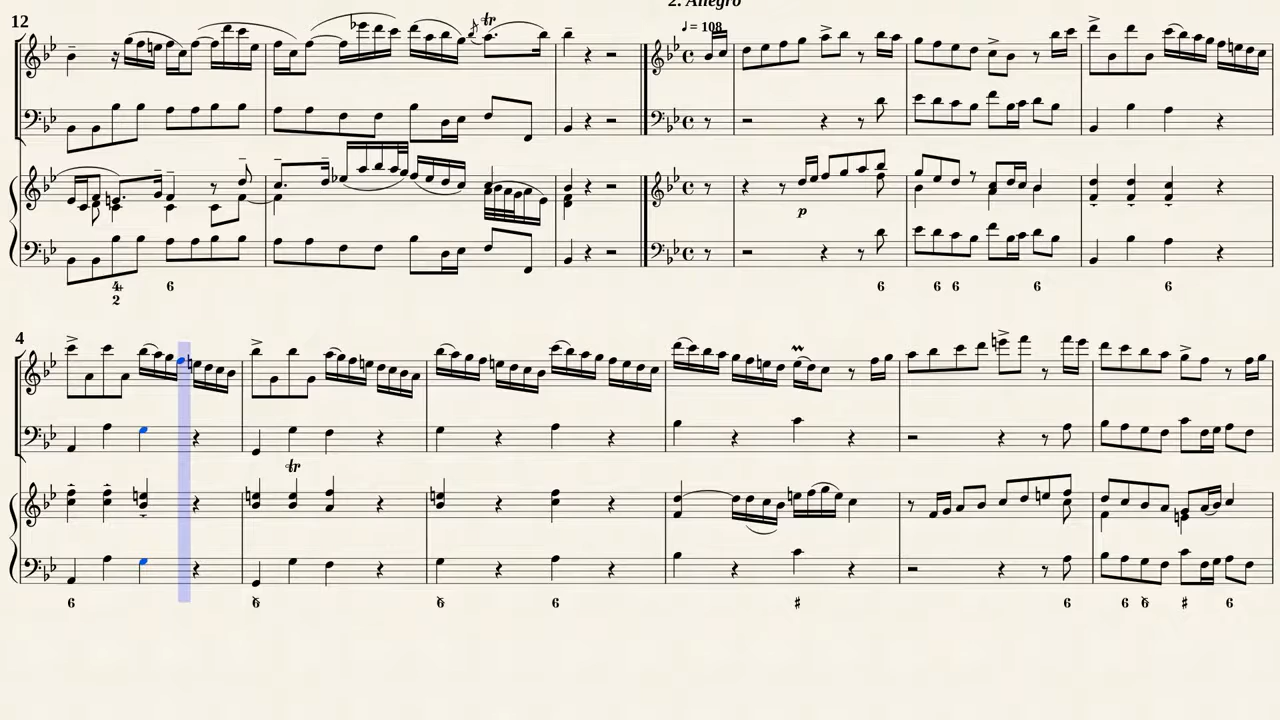 2. Allegro
12
tr
♩ = 108
p
4 6 6 6 6 6 6
2
4
tr
6 6 6 6 ♯ 6 6 6 ♯ 6